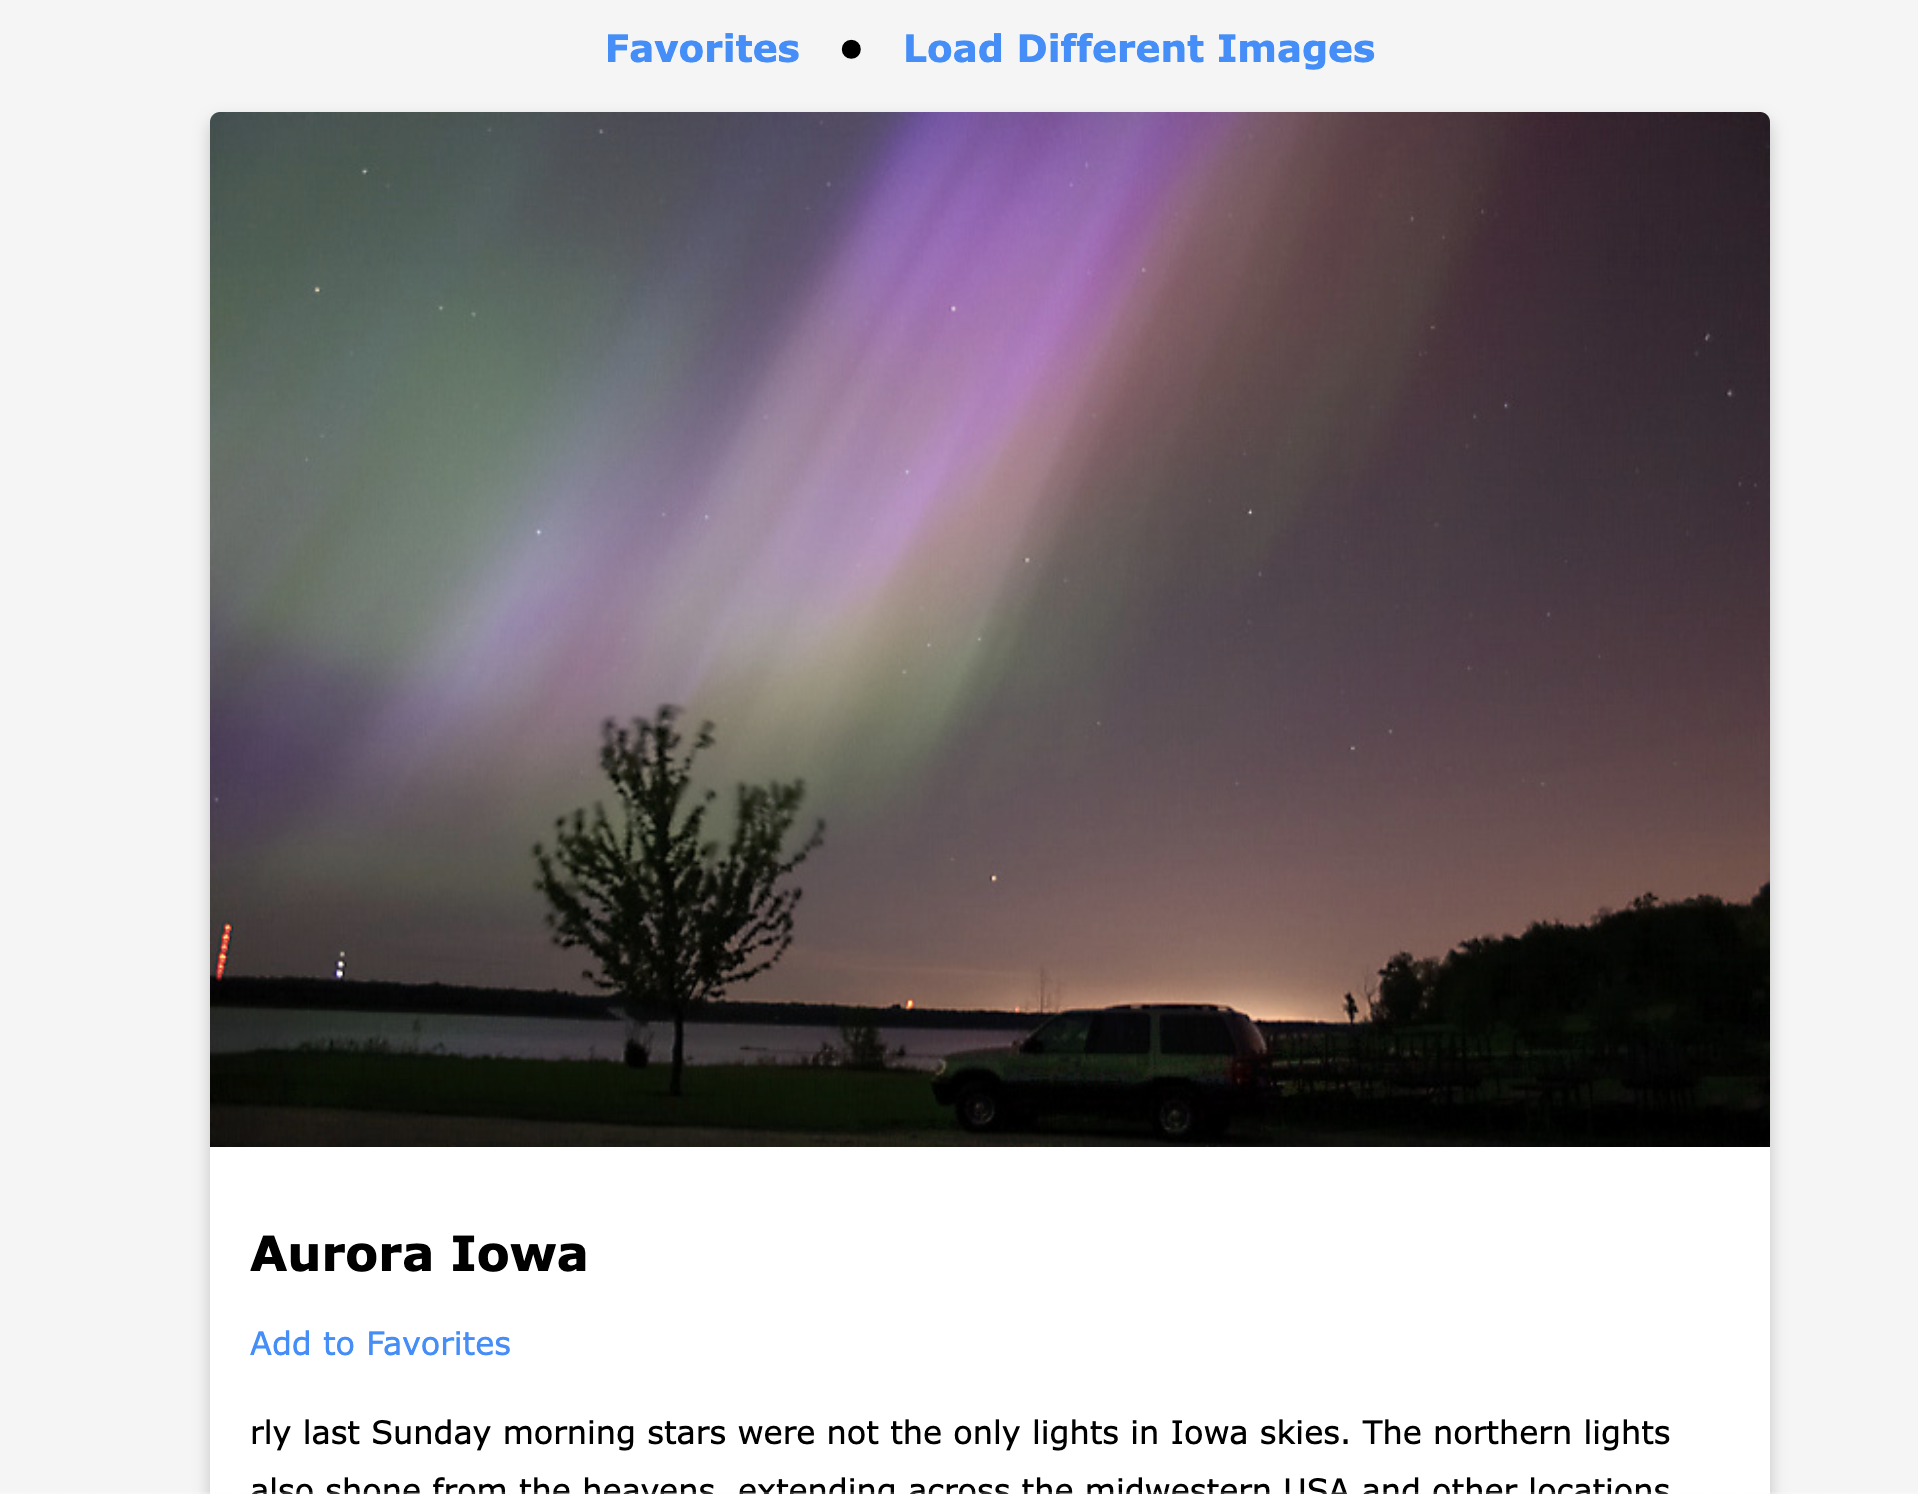 Favorites ● Load Different Images
Aurora Iowa
Add to Favorites
rly last Sunday morning stars were not the only lights in Iowa skies. The northern lights
also shone from the heavens, extending across the midwestern USA and other locations